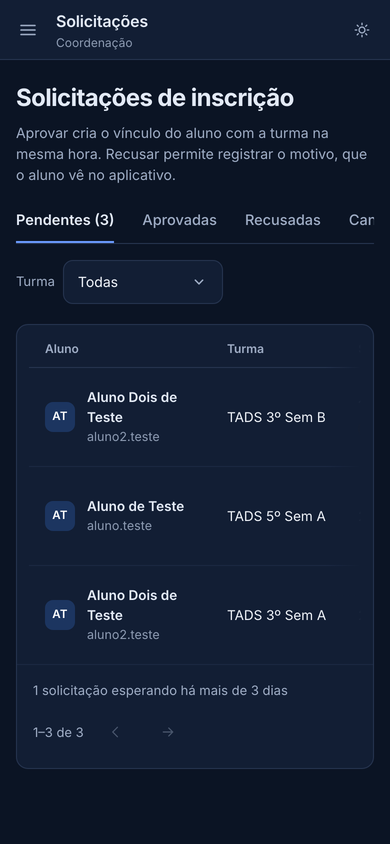 Solicitações
Coordenação
Solicitações de inscrição
Aprovar cria o vínculo do aluno com a turma na
mesma hora. Recusar permite registrar o motivo, que
o aluno vê no aplicativo.
Pendentes (3) Aprovadas Recusadas Can
Turma Todas
Aluno Turma
AT Aluno Dois de
Teste
aluno2.teste
TADS 3º Sem B
AT Aluno de Teste
aluno.teste
TADS 5º Sem A
AT Aluno Dois de
Teste
aluno2.teste
TADS 3º Sem A
1 solicitação esperando há mais de 3 dias
1–3 de 3